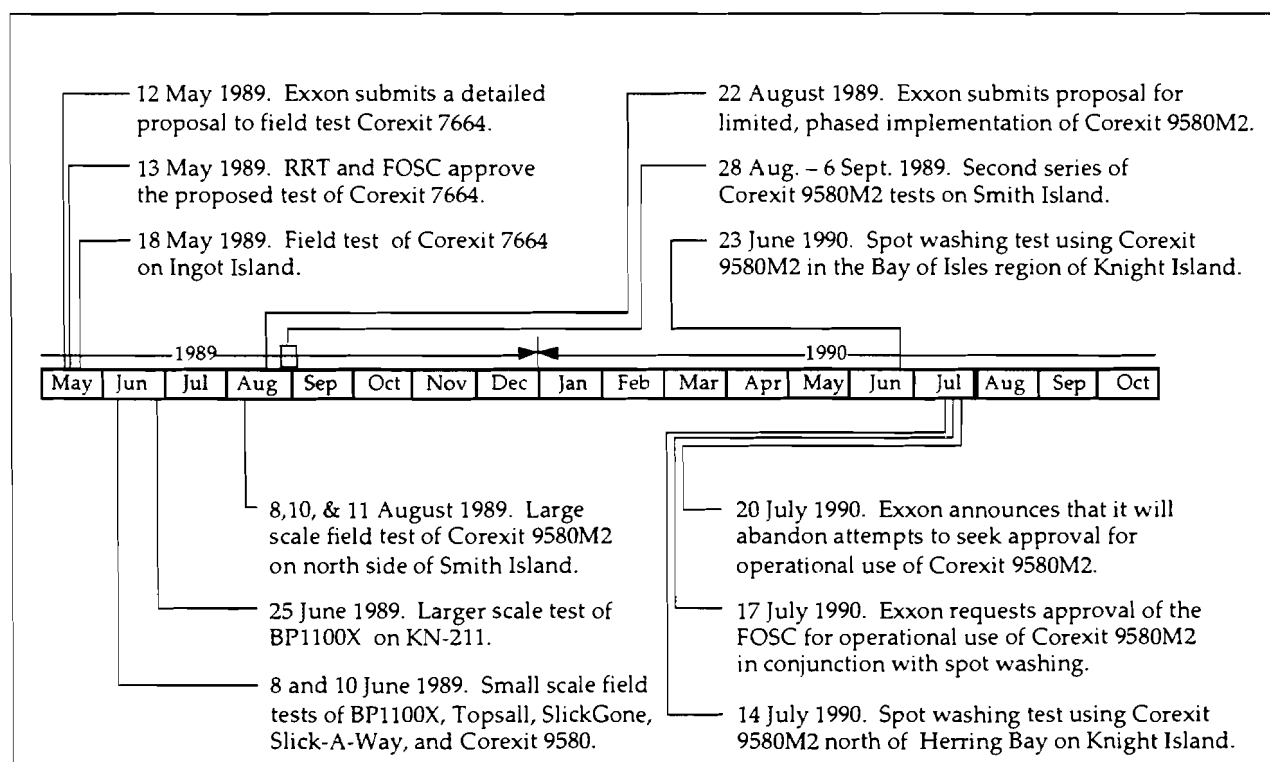 12 May 1989. Exxon submits a detailed
proposal to field test Corexit 7664.
13 May 1989. RRT and FOSC approve
the proposed test of Corexit 7664.
18 May 1989. Field test of Corexit 7664
on Ingot Island.
22 August 1989. Exxon submits proposal for
limited, phased implementation of Corexit 9580M2.
28 Aug. – 6 Sept. 1989. Second series of
Corexit 9580M2 tests on Smith Island.
23 June 1990. Spot washing test using Corexit
9580M2 in the Bay of Isles region of Knight Island.
1989 1990
May Jun Jul Aug Sep Oct Nov Dec Jan Feb Mar Apr May Jun Jul Aug Sep Oct
8,10, & 11 August 1989. Large
scale field test of Corexit 9580M2
on north side of Smith Island.
25 June 1989. Larger scale test of
BP1100X on KN-211.
8 and 10 June 1989. Small scale field
tests of BP1100X, Topsall, SlickGone,
Slick-A-Way, and Corexit 9580.
20 July 1990. Exxon announces that it will
abandon attempts to seek approval for
operational use of Corexit 9580M2.
17 July 1990. Exxon requests approval of the
FOSC for operational use of Corexit 9580M2
in conjunction with spot washing.
14 July 1990. Spot washing test using Corexit
9580M2 north of Herring Bay on Knight Island.